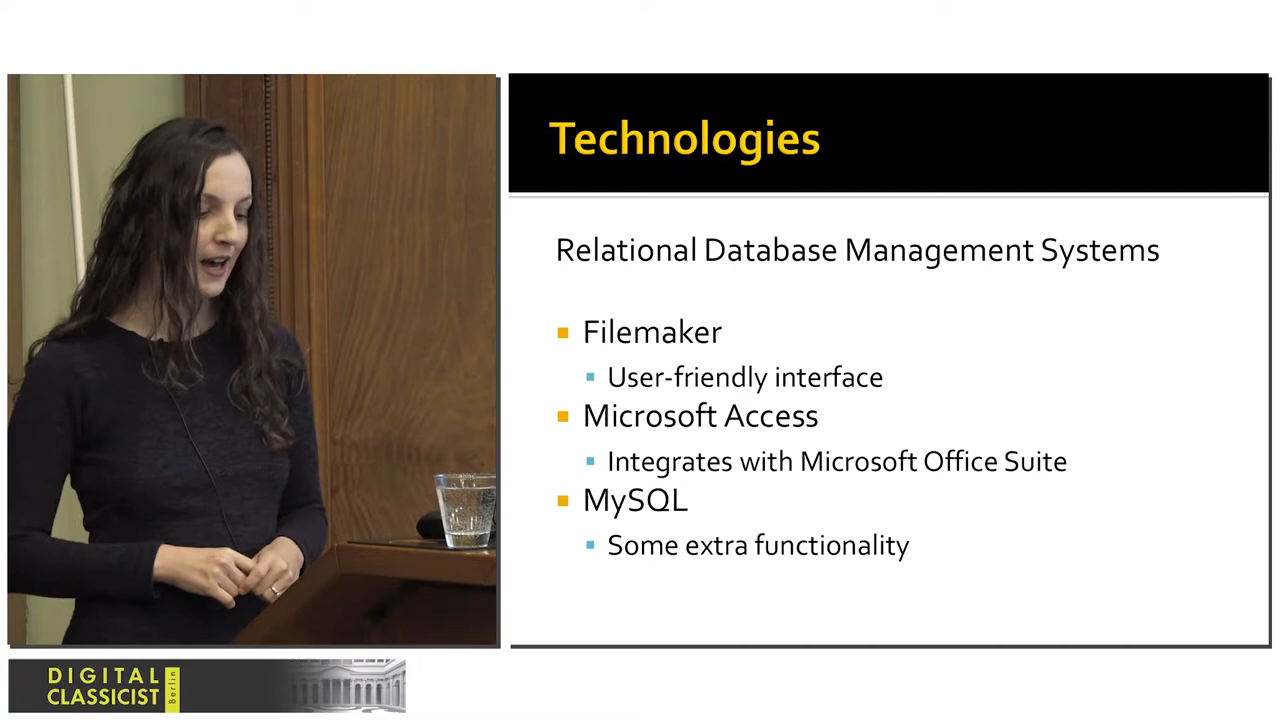 Technologies
Relational Database Management Systems
Filemaker
User-friendly interface
Microsoft Access
Integrates with Microsoft Office Suite
MySQL
Some extra functionality
DIGITAL
CLASSICIST
Berlin